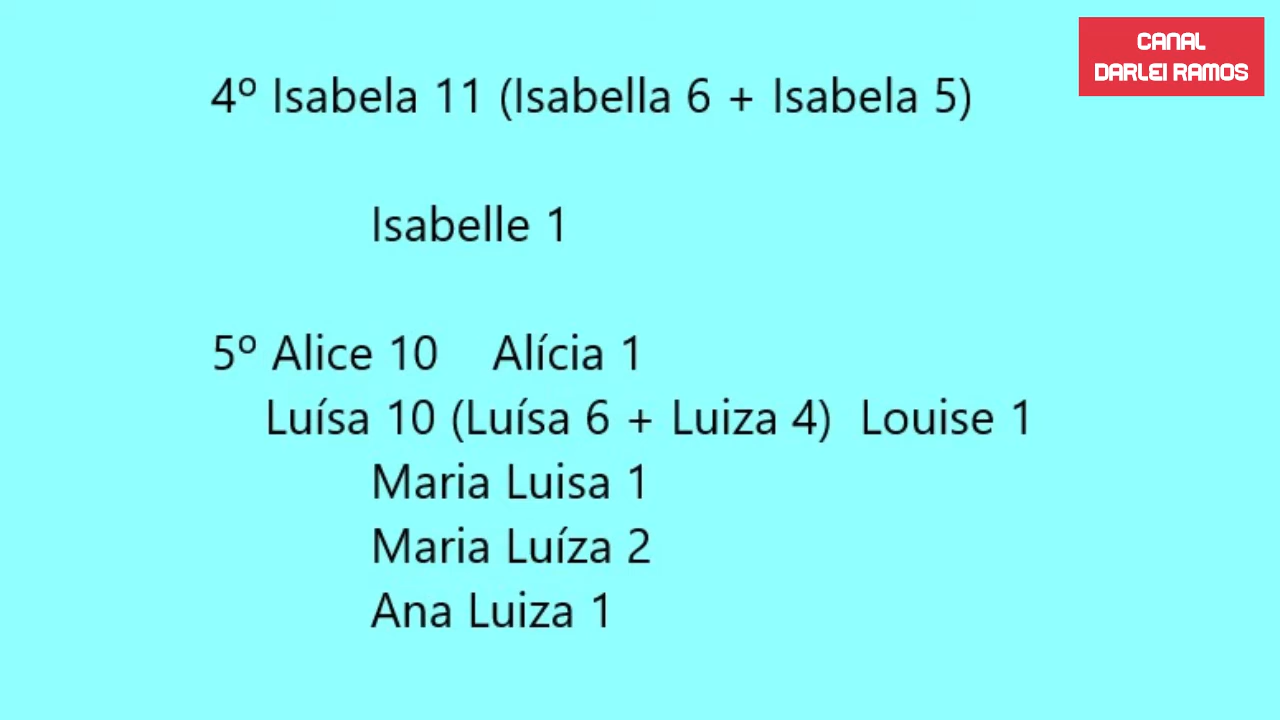 CANAL
DARLEI RAMOS
4º Isabela 11 (Isabella 6 + Isabela 5)
Isabelle 1
5º Alice 10 Alícia 1
Luísa 10 (Luísa 6 + Luiza 4) Louise 1
Maria Luisa 1
Maria Luíza 2
Ana Luiza 1